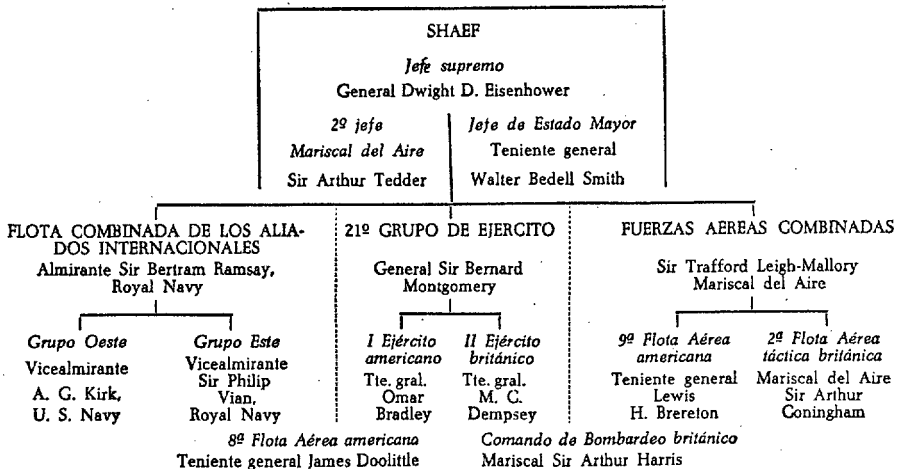 SHAEF
Jefe supremo
General Dwight D. Eisenhower
2º jefe
Mariscal del Aire
Sir Arthur Tedder
Jefe de Estado Mayor
Teniente general
Walter Bedell Smith
FLOTA COMBINADA DE LOS ALIA-
DOS INTERNACIONALES
Almirante Sir Bertram Ramsay,
Royal Navy
Grupo Oeste
Vicealmirante
A. G. Kirk,
U. S. Navy
Grupo Este
Vicealmirante
Sir Philip
Vian,
Royal Navy
21º GRUPO DE EJERCITO
General Sir Bernard
Montgomery
I Ejército
americano
Tte. gral.
Omar
Bradley
II Ejército
británico
Tte. gral.
M. C.
Dempsey
FUERZAS AEREAS COMBINADAS
Sir Trafford Leigh-Mallory
Mariscal del Aire
9ª Flota Aérea
americana
Teniente general
Lewis
H. Brereton
2ª Flota Aérea
táctica británica
Mariscal del Aire
Sir Arthur
Coningham
8ª Flota Aérea americana
Teniente general James Doolittle
Comando de Bombardeo británico
Mariscal Sir Arthur Harris